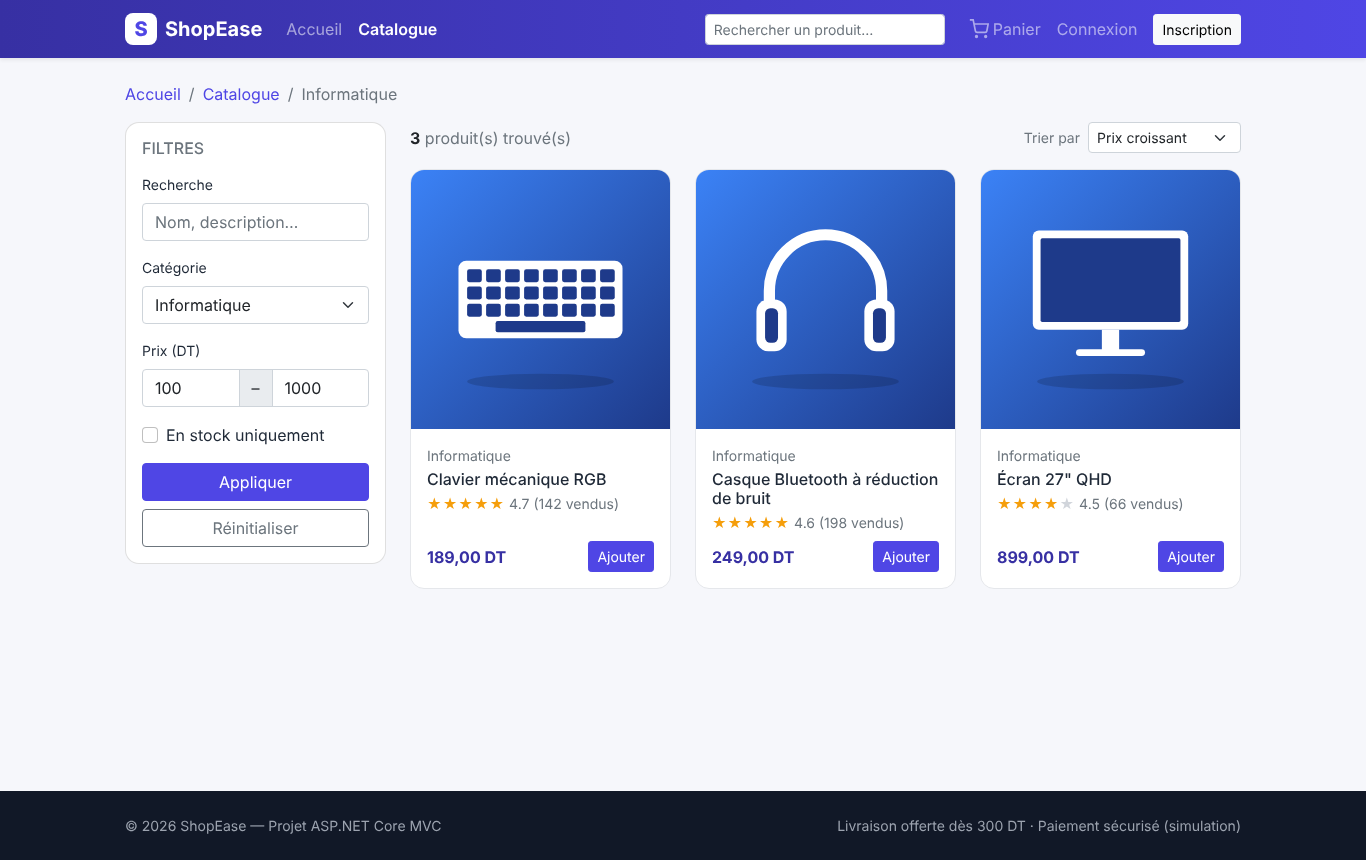 S ShopEase Accueil Catalogue Rechercher un produit... Panier Connexion Inscription
Accueil / Catalogue / Informatique
FILTRES
Recherche
Nom, description...
Catégorie
Informatique
Prix (DT)
100 – 1000
En stock uniquement
Appliquer
Réinitialiser
3 produit(s) trouvé(s)
Trier par Prix croissant
Informatique
Clavier mécanique RGB
★★★★★ 4.7 (142 vendus)
189,00 DT Ajouter
Informatique
Casque Bluetooth à réduction
de bruit
★★★★★ 4.6 (198 vendus)
249,00 DT Ajouter
Informatique
Écran 27" QHD
★★★★★ 4.5 (66 vendus)
899,00 DT Ajouter
© 2026 ShopEase — Projet ASP.NET Core MVC
Livraison offerte dès 300 DT · Paiement sécurisé (simulation)